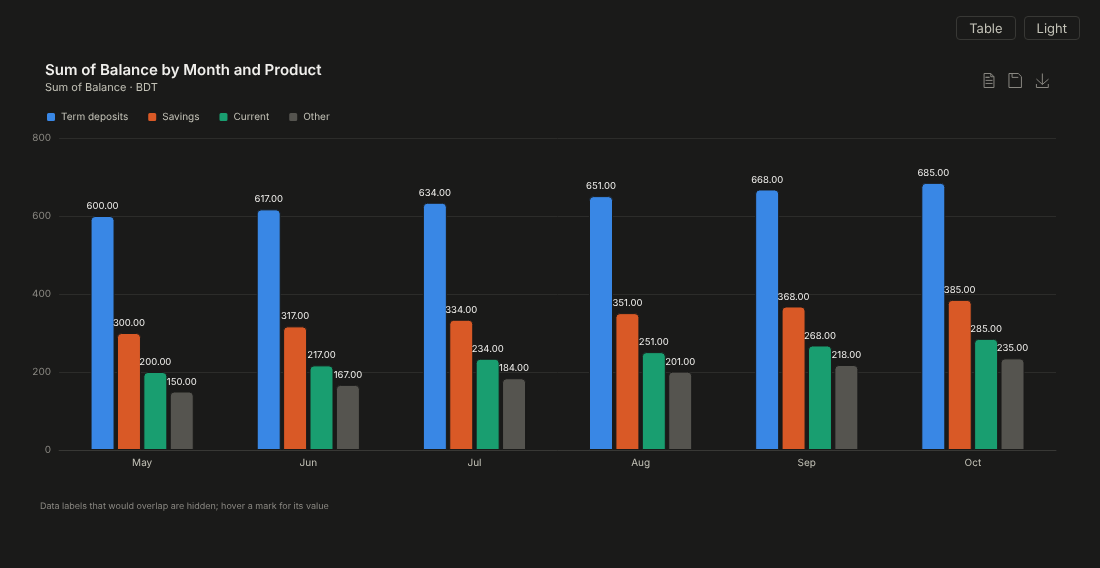 Table Light
Sum of Balance by Month and Product
Sum of Balance · BDT
Term deposits Savings Current Other
800
600
400
200
0
600.00 300.00 200.00 150.00
617.00 317.00 217.00 167.00
634.00 334.00 234.00 184.00
651.00 351.00 251.00 201.00
668.00 368.00 268.00 218.00
685.00 385.00 285.00 235.00
May Jun Jul Aug Sep Oct
Data labels that would overlap are hidden; hover a mark for its value